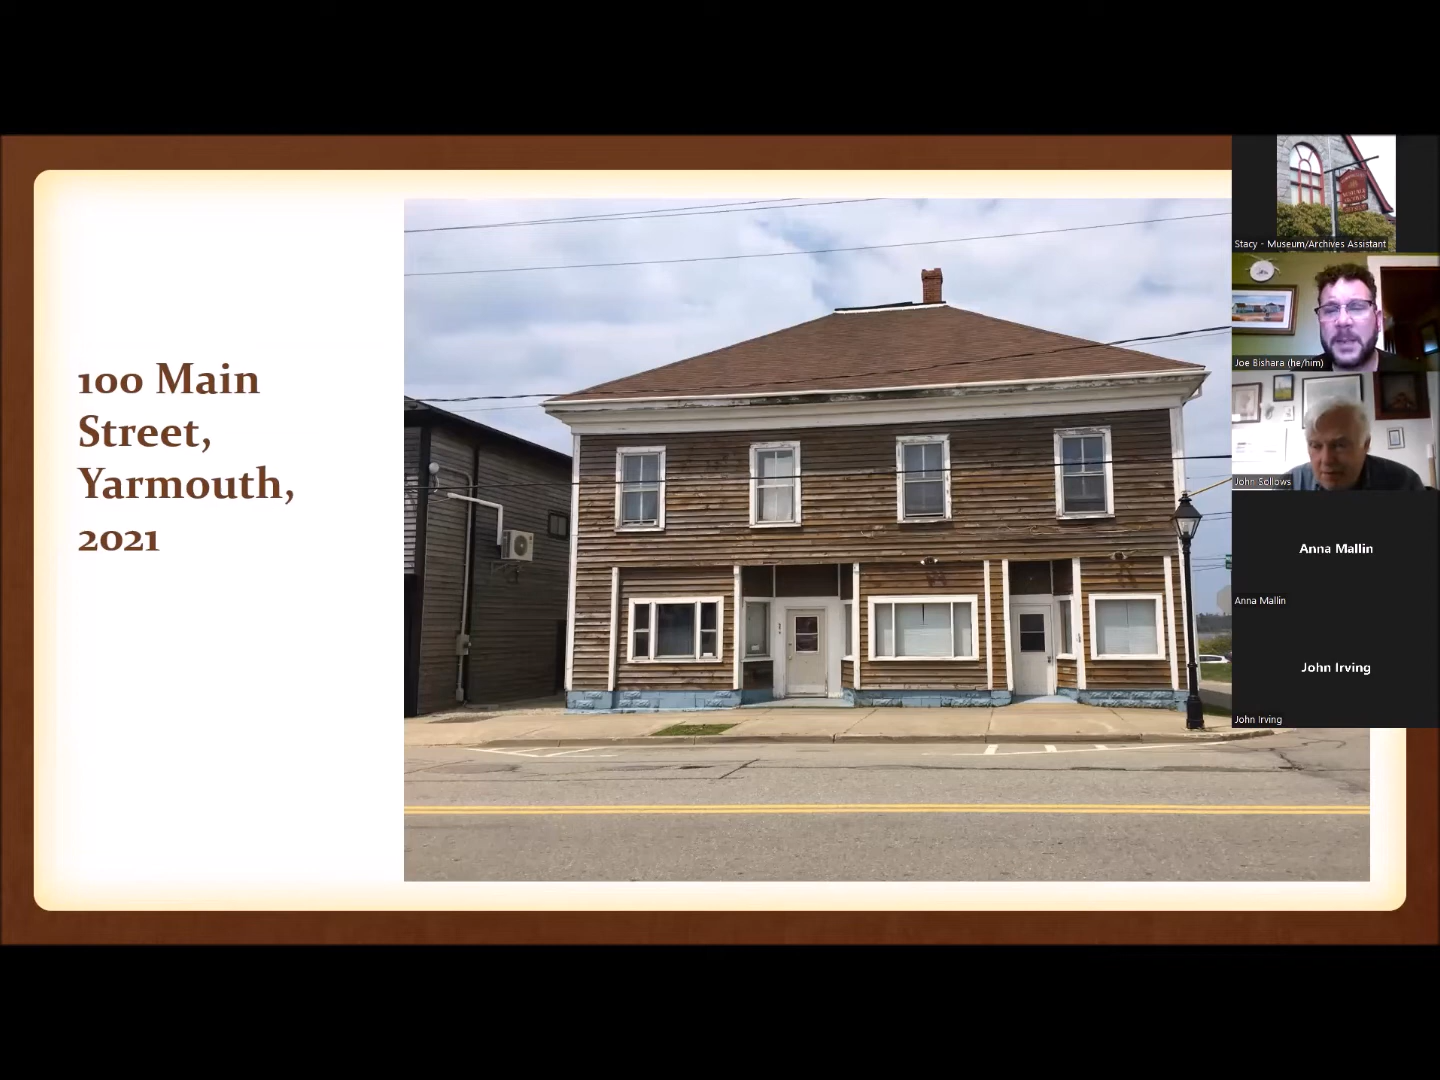 100 Main
Street,
Yarmouth,
2021
Stacy - Museum/Archives Assistant
Joe Bishara (he/him)
John Sollows
Anna Mallin
Anna Mallin
John Irving
John Irving